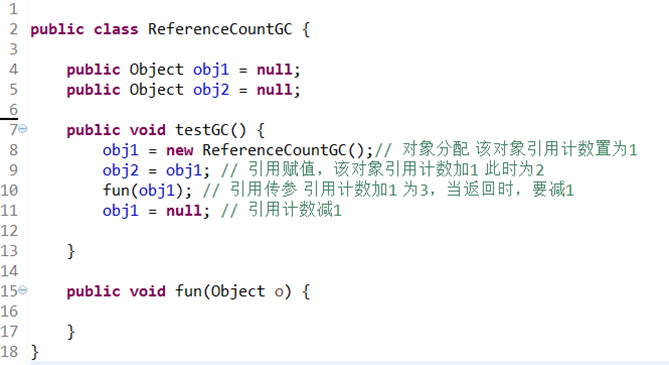 1
2 public class ReferenceCountGC {
3
4     public Object obj1 = null;
5     public Object obj2 = null;
6
7     public void testGC() {
8         obj1 = new ReferenceCountGC();// 对象分配 该对象引用计数置为1
9         obj2 = obj1; // 引用赋值，该对象引用计数加1 此时为2
10         fun(obj1); // 引用传参 引用计数加1 为3，当返回时，要减1
11         obj1 = null; // 引用计数减1
12
13     }
14
15     public void fun(Object o) {
16
17     }
18 }